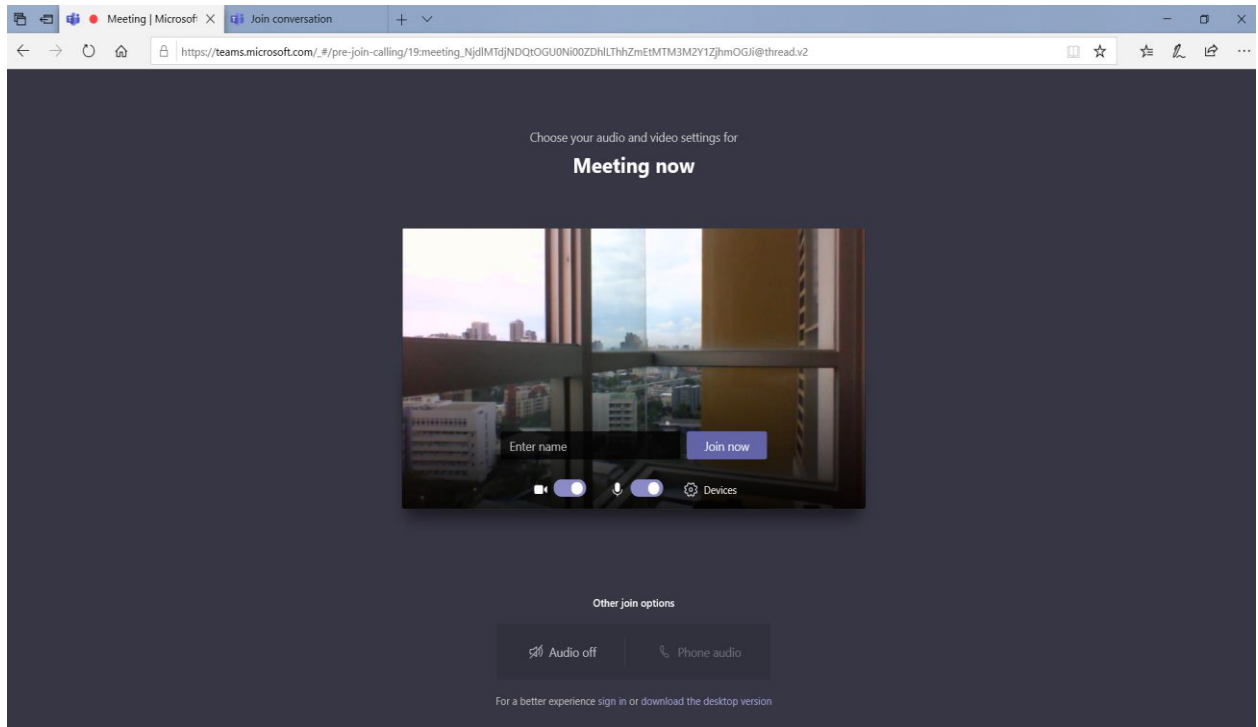 Meeting | Microsof
Join conversation
https://teams.microsoft.com/_#/pre-join-calling/19:meeting_NjdlMTdjNDQtOGU0Ni00ZDhlLThhZmEtMTM3M2Y1ZjhmOGJi@thread.v2
Choose your audio and video settings for
Meeting now
Enter name
Join now
Devices
Other join options
Audio off
Phone audio
For a better experience sign in or download the desktop version